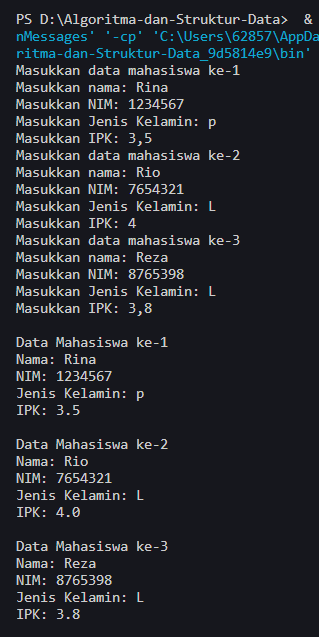 PS D:\Algoritma-dan-Struktur-Data>  &
nMessages' '-cp' 'C:\Users\62857\AppDa
ritma-dan-Struktur-Data_9d5814e9\bin'
Masukkan data mahasiswa ke-1
Masukkan nama: Rina
Masukkan NIM: 1234567
Masukkan Jenis Kelamin: p
Masukkan IPK: 3,5
Masukkan data mahasiswa ke-2
Masukkan nama: Rio
Masukkan NIM: 7654321
Masukkan Jenis Kelamin: L
Masukkan IPK: 4
Masukkan data mahasiswa ke-3
Masukkan nama: Reza
Masukkan NIM: 8765398
Masukkan Jenis Kelamin: L
Masukkan IPK: 3,8
Data Mahasiswa ke-1
Nama: Rina
NIM: 1234567
Jenis Kelamin: p
IPK: 3.5
Data Mahasiswa ke-2
Nama: Rio
NIM: 7654321
Jenis Kelamin: L
IPK: 4.0
Data Mahasiswa ke-3
Nama: Reza
NIM: 8765398
Jenis Kelamin: L
IPK: 3.8